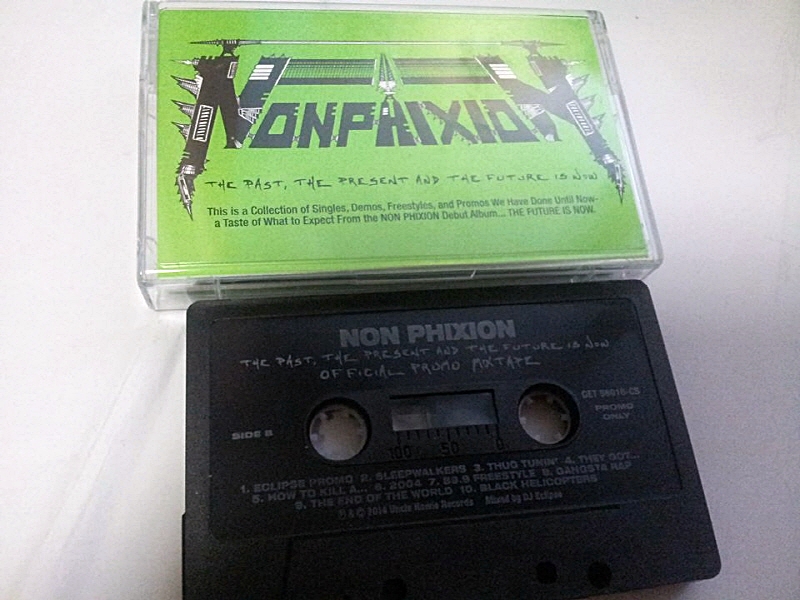 NONPHIXION
THE PAST, THE PRESENT AND THE FUTURE IS NOW
This is a Collection of Singles, Demos, Freestyles, and Promos We Have Done Until Now-
a Taste of What to Expect From the NON PHIXION Debut Album... THE FUTURE IS NOW.
NON PHIXION
THE PAST, THE PRESENT AND THE FUTURE IS NOW
OFFICIAL PROMO MIXTAPE
GET 56016-CS
PROMO
ONLY
SIDE B
100 50 0
1. ECLIPSE PROMO 2. SLEEPWALKERS 3. THUG TUNIN' 4. THEY GOT...
5. HOW TO KILL A... 6. 2004 7. 89.9 FREESTYLE 8. GANGSTA RAP
9. THE END OF THE WORLD 10. BLACK HELICOPTERS
P & © 2014 Uncle Howie Records Mixed by DJ Eclipse